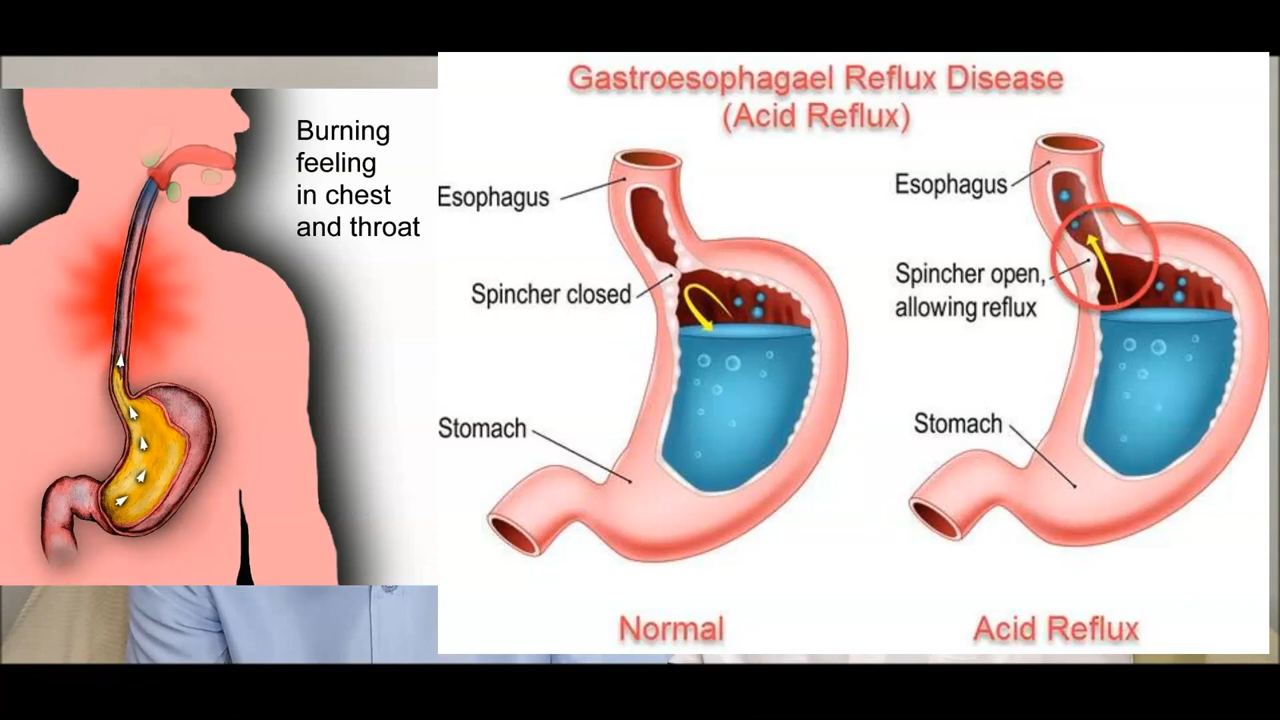 Burning
feeling
in chest
and throat
Gastroesophagael Reflux Disease
(Acid Reflux)
Esophagus
Spincher closed
Stomach
Normal
Esophagus
Spincher open,
allowing reflux
Stomach
Acid Reflux